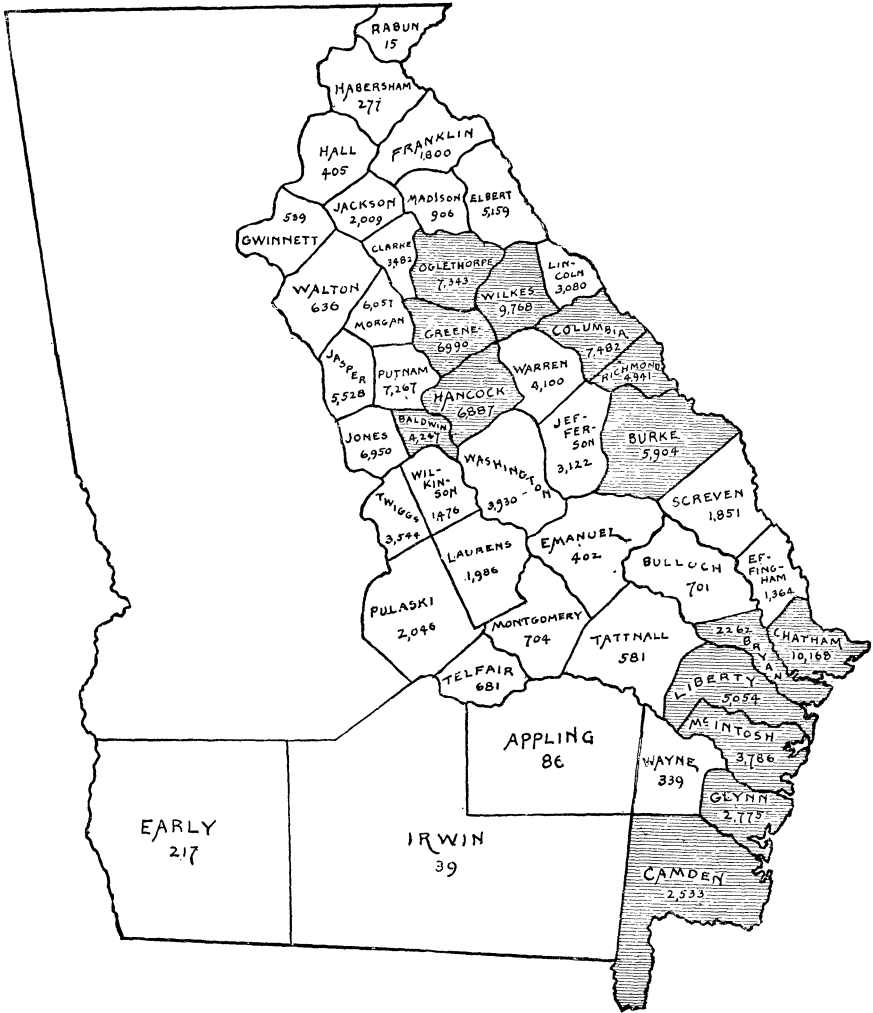 RABUN
15
HABERSHAM
277
HALL
405
FRANKLIN
1,800
JACKSON
2,009
MADISON
906
ELBERT
5,159
539
GWINNETT
CLARKE
3,482
OGLETHORPE
7,343
LIN-
COLN
3,080
WALTON
636
6,057
MORGAN
WILKES
9,768
GREENE
6990
COLUMBIA
7,482
JASPER
5,528
PUTNAM
7,267
HANCOCK
6887
WARREN
4,100
RICHMOND
4,941
JONES
6,950
BALDWIN
4,247
JEF-
FER-
SON
3,122
BURKE
5,904
TWIGGS
3,544
WIL-
KIN-
SON
1,476
WASHINGTON
3,930
SCREVEN
1,851
LAURENS
1,986
EMANUEL
402
BULLUCH
701
EF-
FING-
HAM
1,364
PULASKI
2,046
MONTGOMERY
704
TATTNALL
581
2262
BRYAN
CHATHAM
10,168
TELFAIR
681
LIBERTY
5,054
APPLING
86
WAYNE
339
McINTOSH
3,786
GLYNN
2,775
EARLY
217
IRWIN
39
CAMDEN
2,533